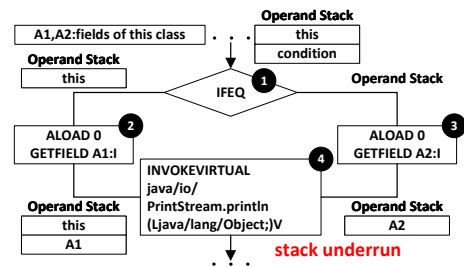 A1,A2:fields of this class
. . .
this
condition
Operand Stack
this
1
IFEQ
Operand Stack
2
ALOAD 0
GETFIELD A1:I
3
ALOAD 0
GETFIELD A2:I
4
INVOKEVIRTUAL
java/io/
PrintStream.println
(Ljava/lang/Object;)V
Operand Stack
this
A1
Operand Stack
A2
stack underrun
. . .